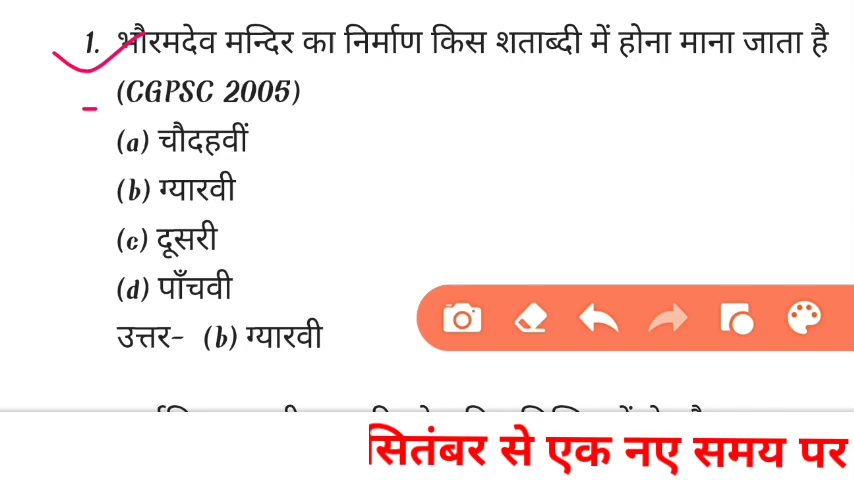 1. भौरमदेव मन्दिर का निर्माण किस शताब्दी में होना माना जाता है
(CGPSC 2005)
(a) चौदहवीं
(b) ग्यारवी
(c) दूसरी
(d) पाँचवी
उत्तर- (b) ग्यारवी
सितंबर से एक नए समय पर